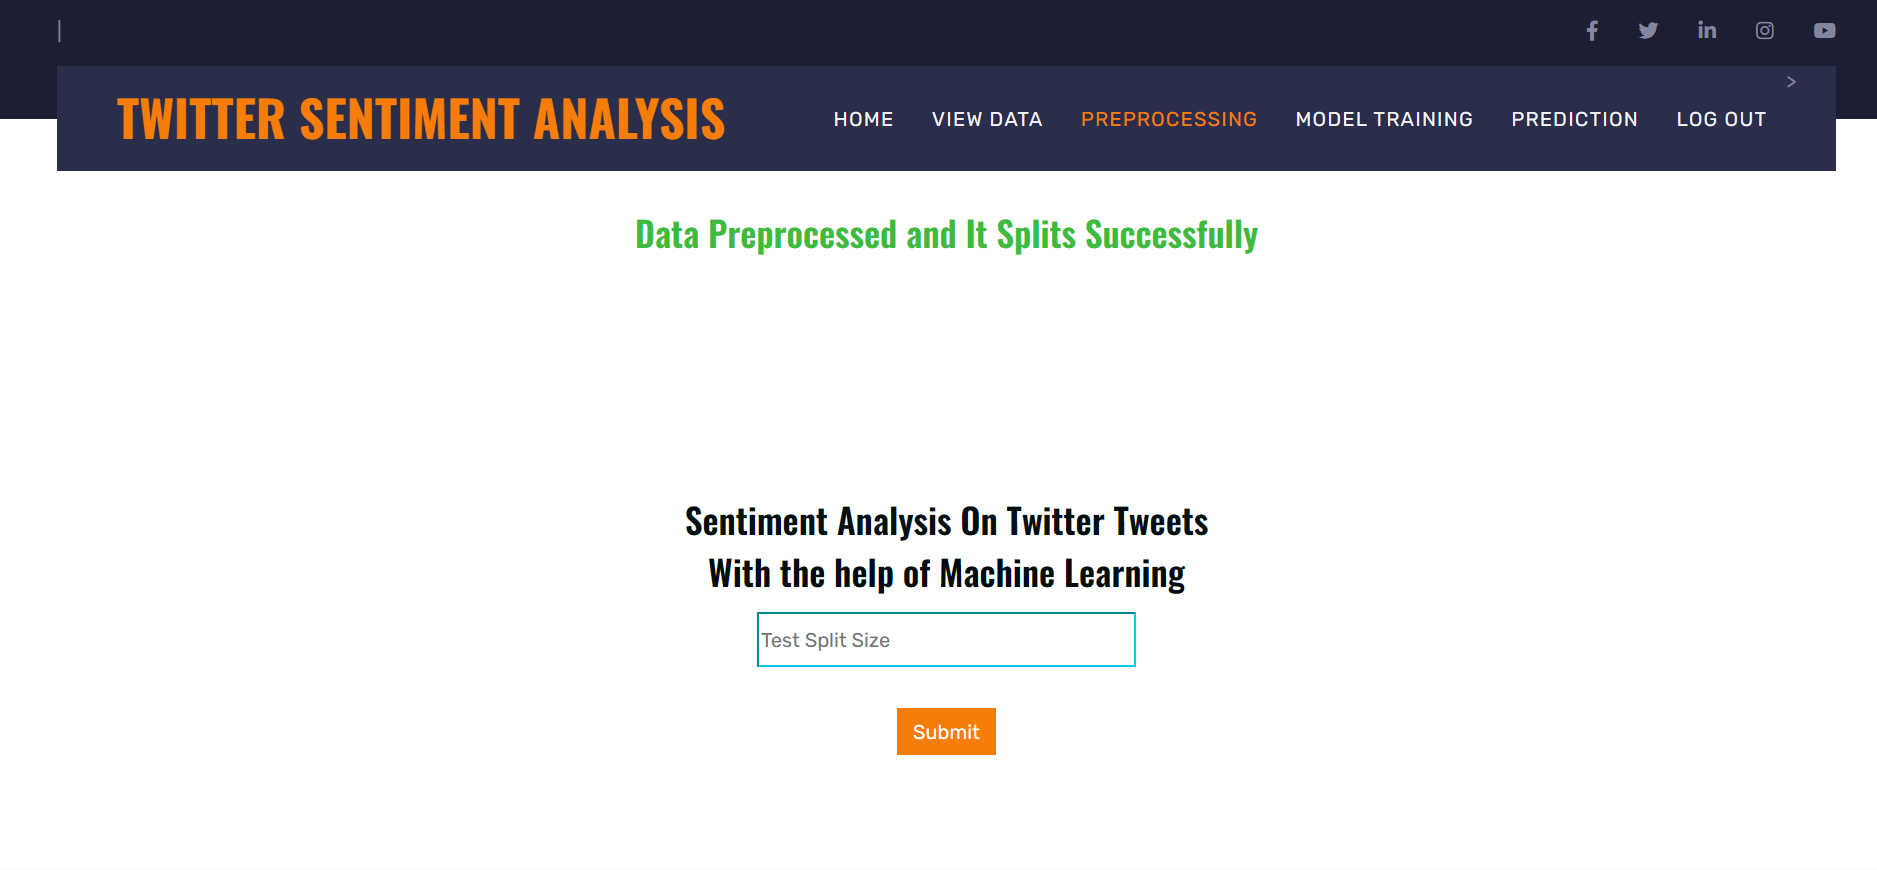 |
>
TWITTER SENTIMENT ANALYSIS HOME VIEW DATA PREPROCESSING MODEL TRAINING PREDICTION LOG OUT
Data Preprocessed and It Splits Successfully
Sentiment Analysis On Twitter Tweets
With the help of Machine Learning
Test Split Size
Submit